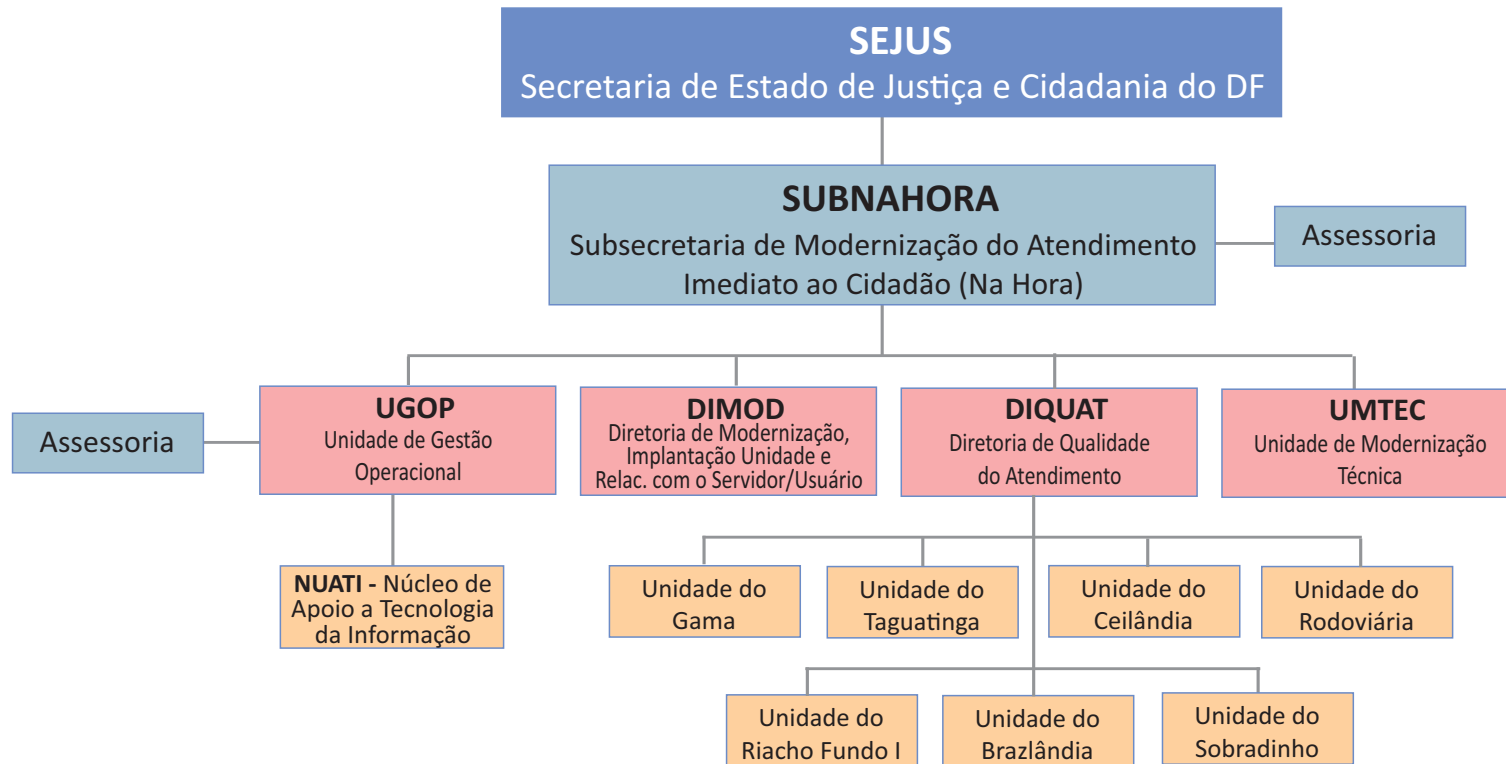 SEJUS
Secretaria de Estado de Justiça e Cidadania do DF
SUBNAHORA
Subsecretaria de Modernização do Atendimento
Imediato ao Cidadão (Na Hora)
Assessoria
Assessoria
UGOP
Unidade de Gestão
Operacional
DIMOD
Diretoria de Modernização,
Implantação Unidade e
Relac. com o Servidor/Usuário
DIQUAT
Diretoria de Qualidade
do Atendimento
UMTEC
Unidade de Modernização
Técnica
NUATI - Núcleo de
Apoio a Tecnologia
da Informação
Unidade do
Gama
Unidade do
Taguatinga
Unidade do
Ceilândia
Unidade do
Rodoviária
Unidade do
Riacho Fundo I
Unidade do
Brazlândia
Unidade do
Sobradinho